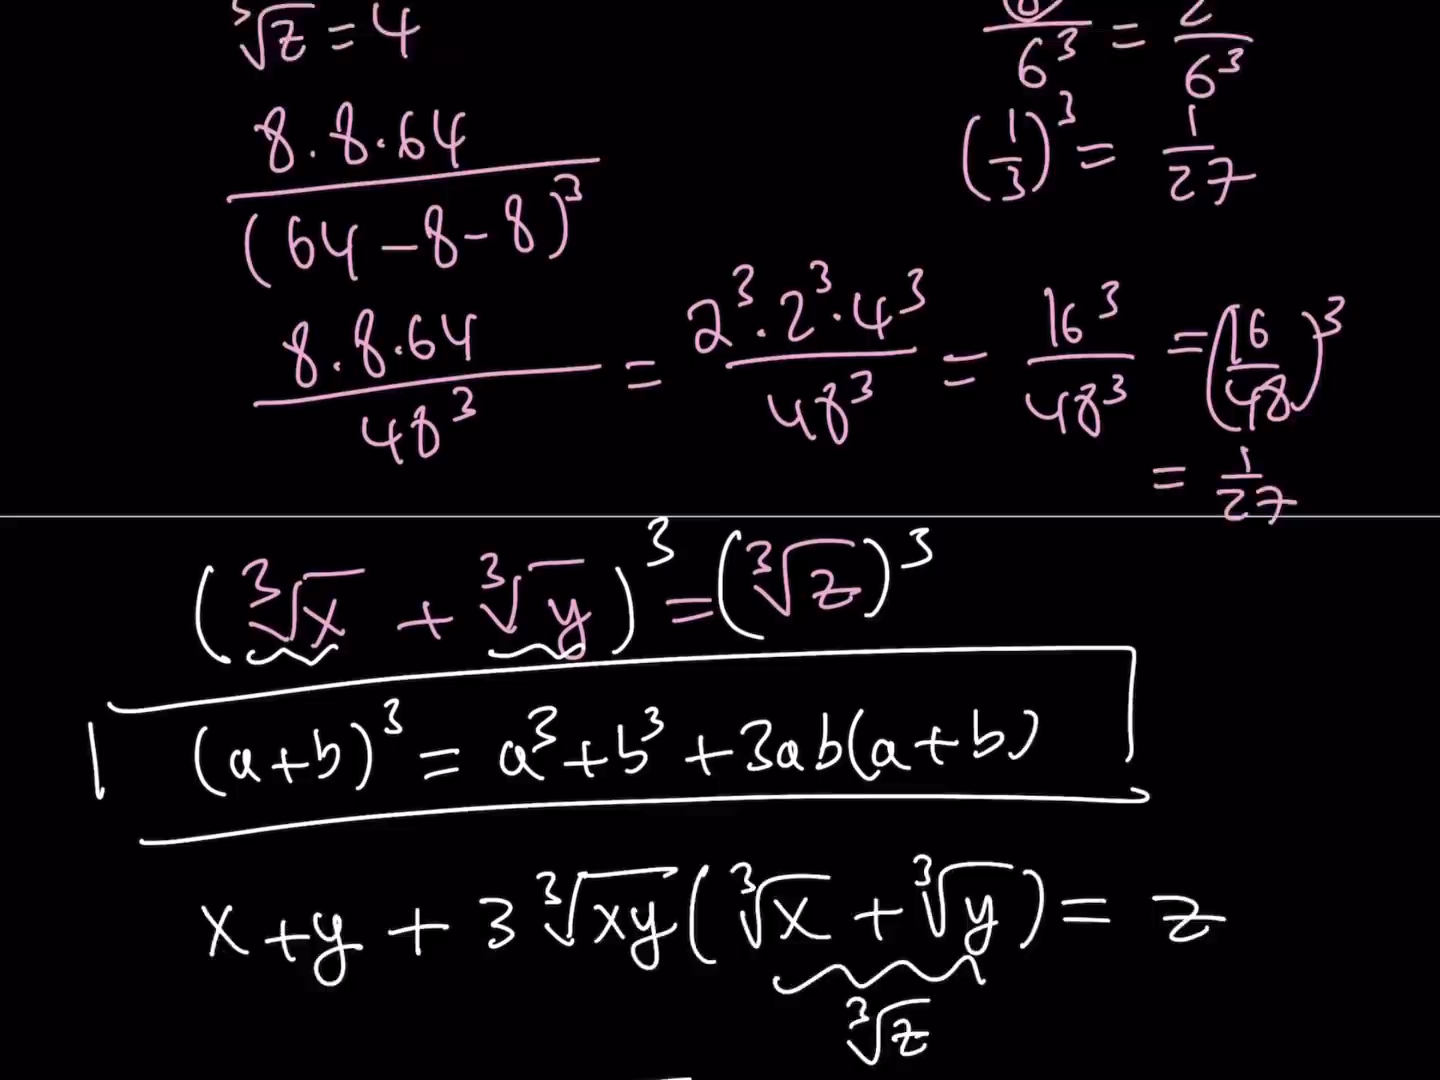 ∛z = 4
6³ = 2/6³
8·8·64/(64-8-8)³
(1/3)³ = 1/27
8·8·64/48³ = 2³·2³·4³/48³ = 16³/48³ = (16/48)³
= 1/27
(∛x + ∛y)³ = (∛z)³
(a+b)³ = a³+b³+3ab(a+b)
x+y+3∛xy(∛x+∛y) = z
∛z